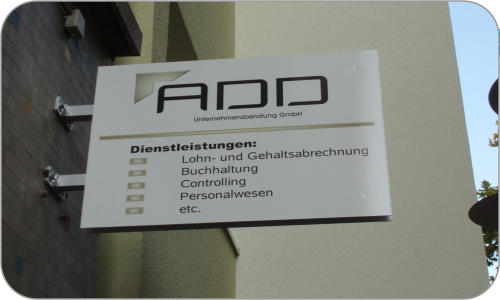 ADD
Unternehmensberatung GmbH
Dienstleistungen:
Lohn- und Gehaltsabrechnung
Buchhaltung
Controlling
Personalwesen
etc.